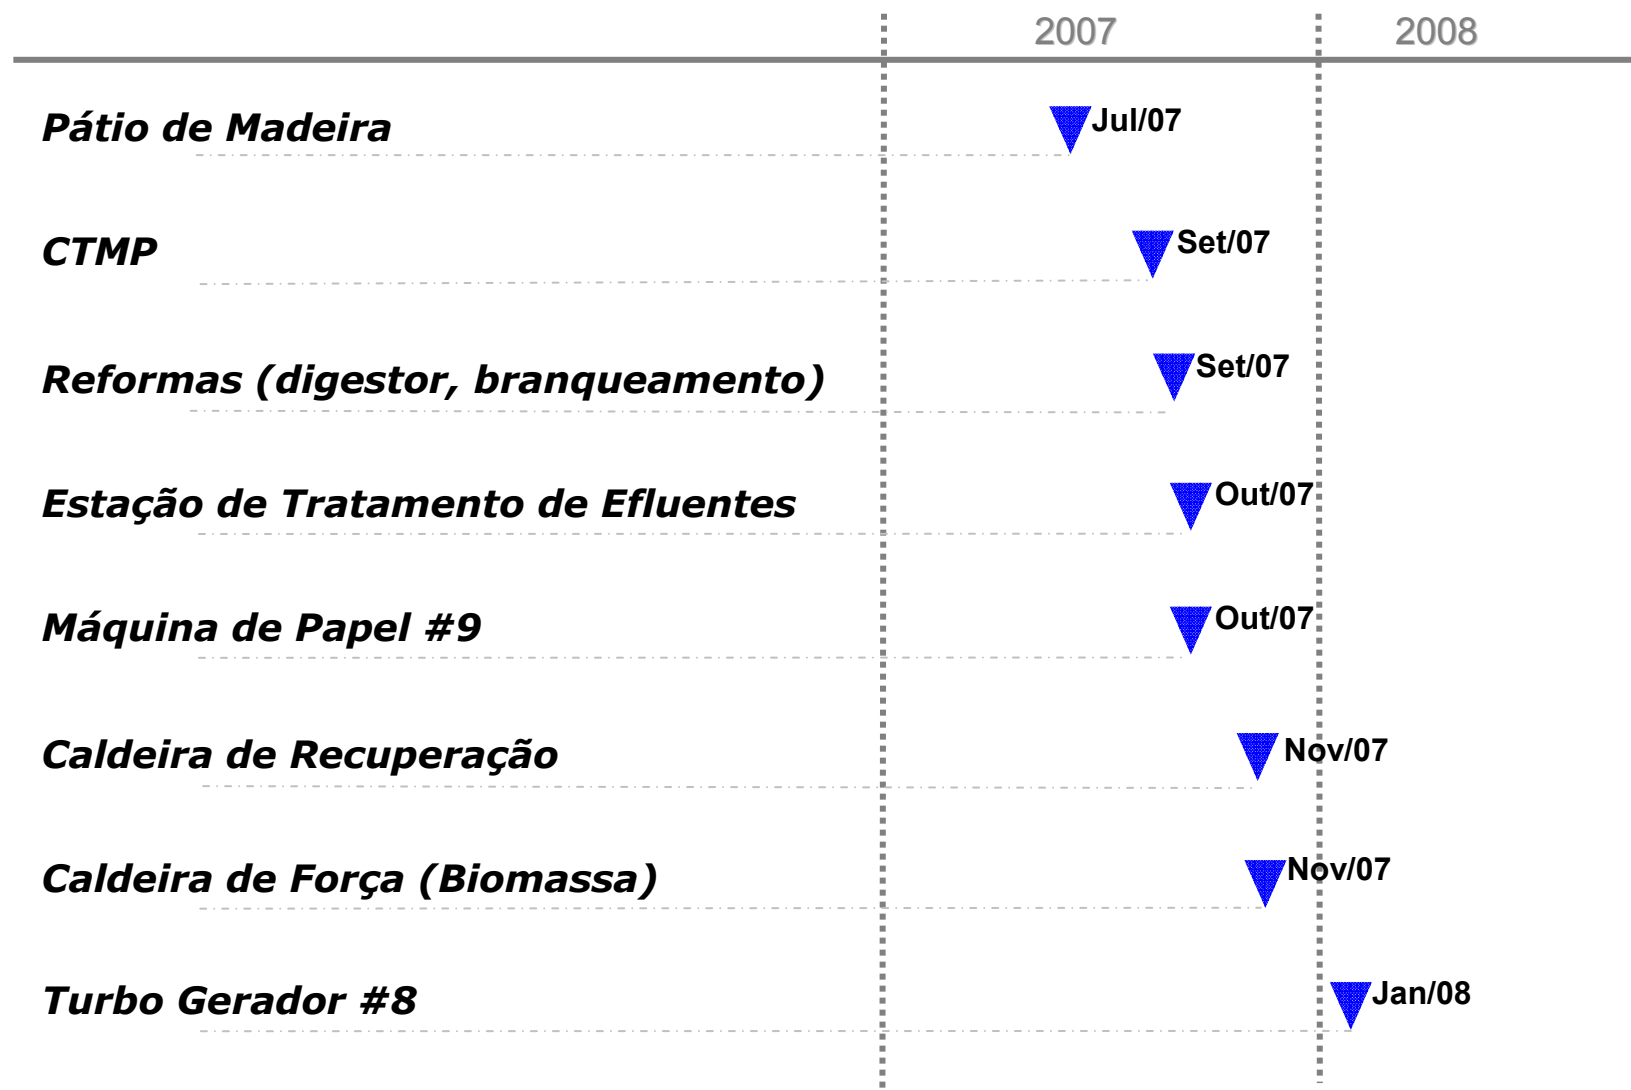 2007 2008
Pátio de Madeira Jul/07
CTMP Set/07
Reformas (digestor, branqueamento) Set/07
Estação de Tratamento de Efluentes Out/07
Máquina de Papel #9 Out/07
Caldeira de Recuperação Nov/07
Caldeira de Força (Biomassa) Nov/07
Turbo Gerador #8 Jan/08